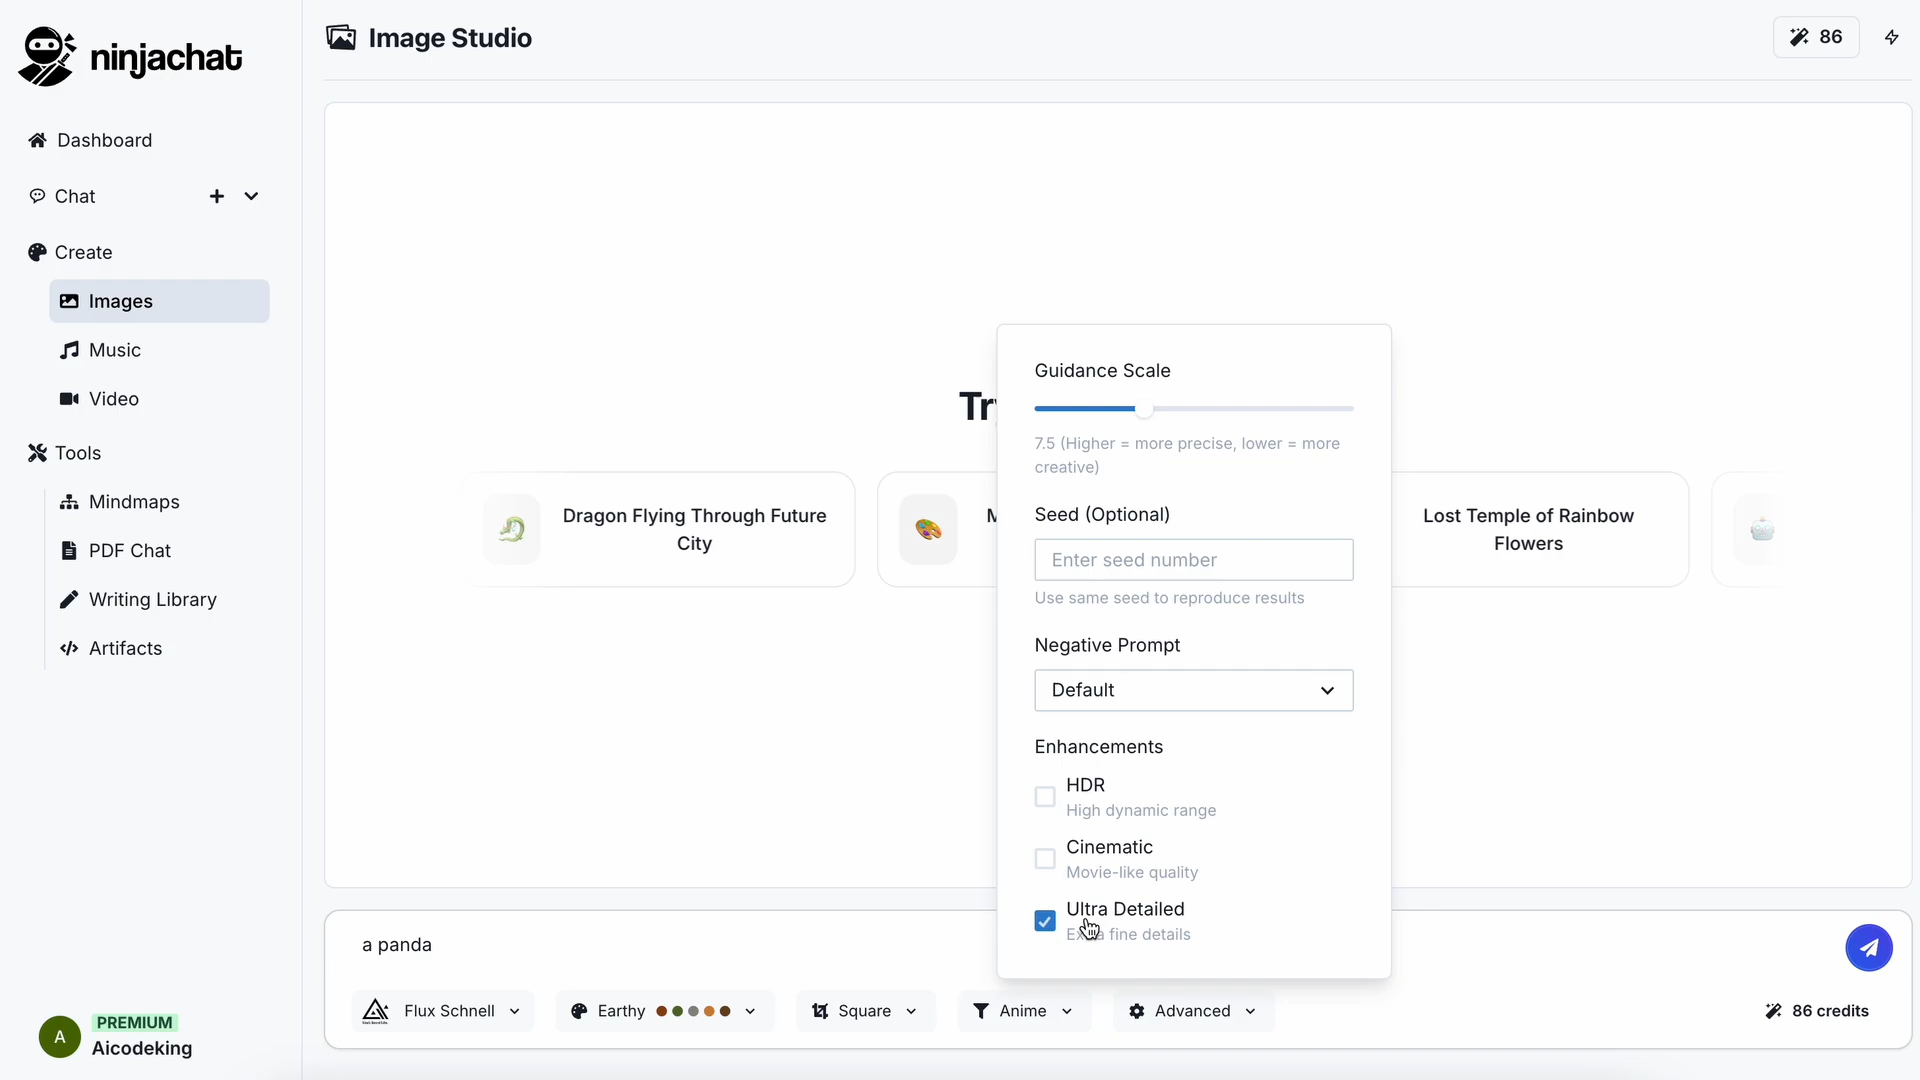 ninjachat
Image Studio
86
Dashboard
Chat
Create
Images
Music
Video
Tools
Mindmaps
PDF Chat
Writing Library
Artifacts
Dragon Flying Through Future
City
Lost Temple of Rainbow
Flowers
Guidance Scale
7.5 (Higher = more precise, lower = more
creative)
Seed (Optional)
Enter seed number
Use same seed to reproduce results
Negative Prompt
Default
Enhancements
HDR
High dynamic range
Cinematic
Movie-like quality
Ultra Detailed
Extra fine details
a panda
Flux Schnell
Earthy
Square
Anime
Advanced
86 credits
A
PREMIUM
Aicodeking